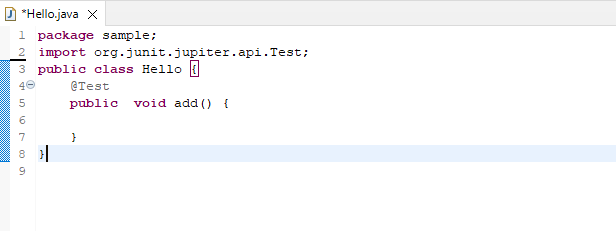 *Hello.java
1 package sample;
2 import org.junit.jupiter.api.Test;
3 public class Hello {
4 @Test
5 public  void add() {
6
7 }
8 }
9